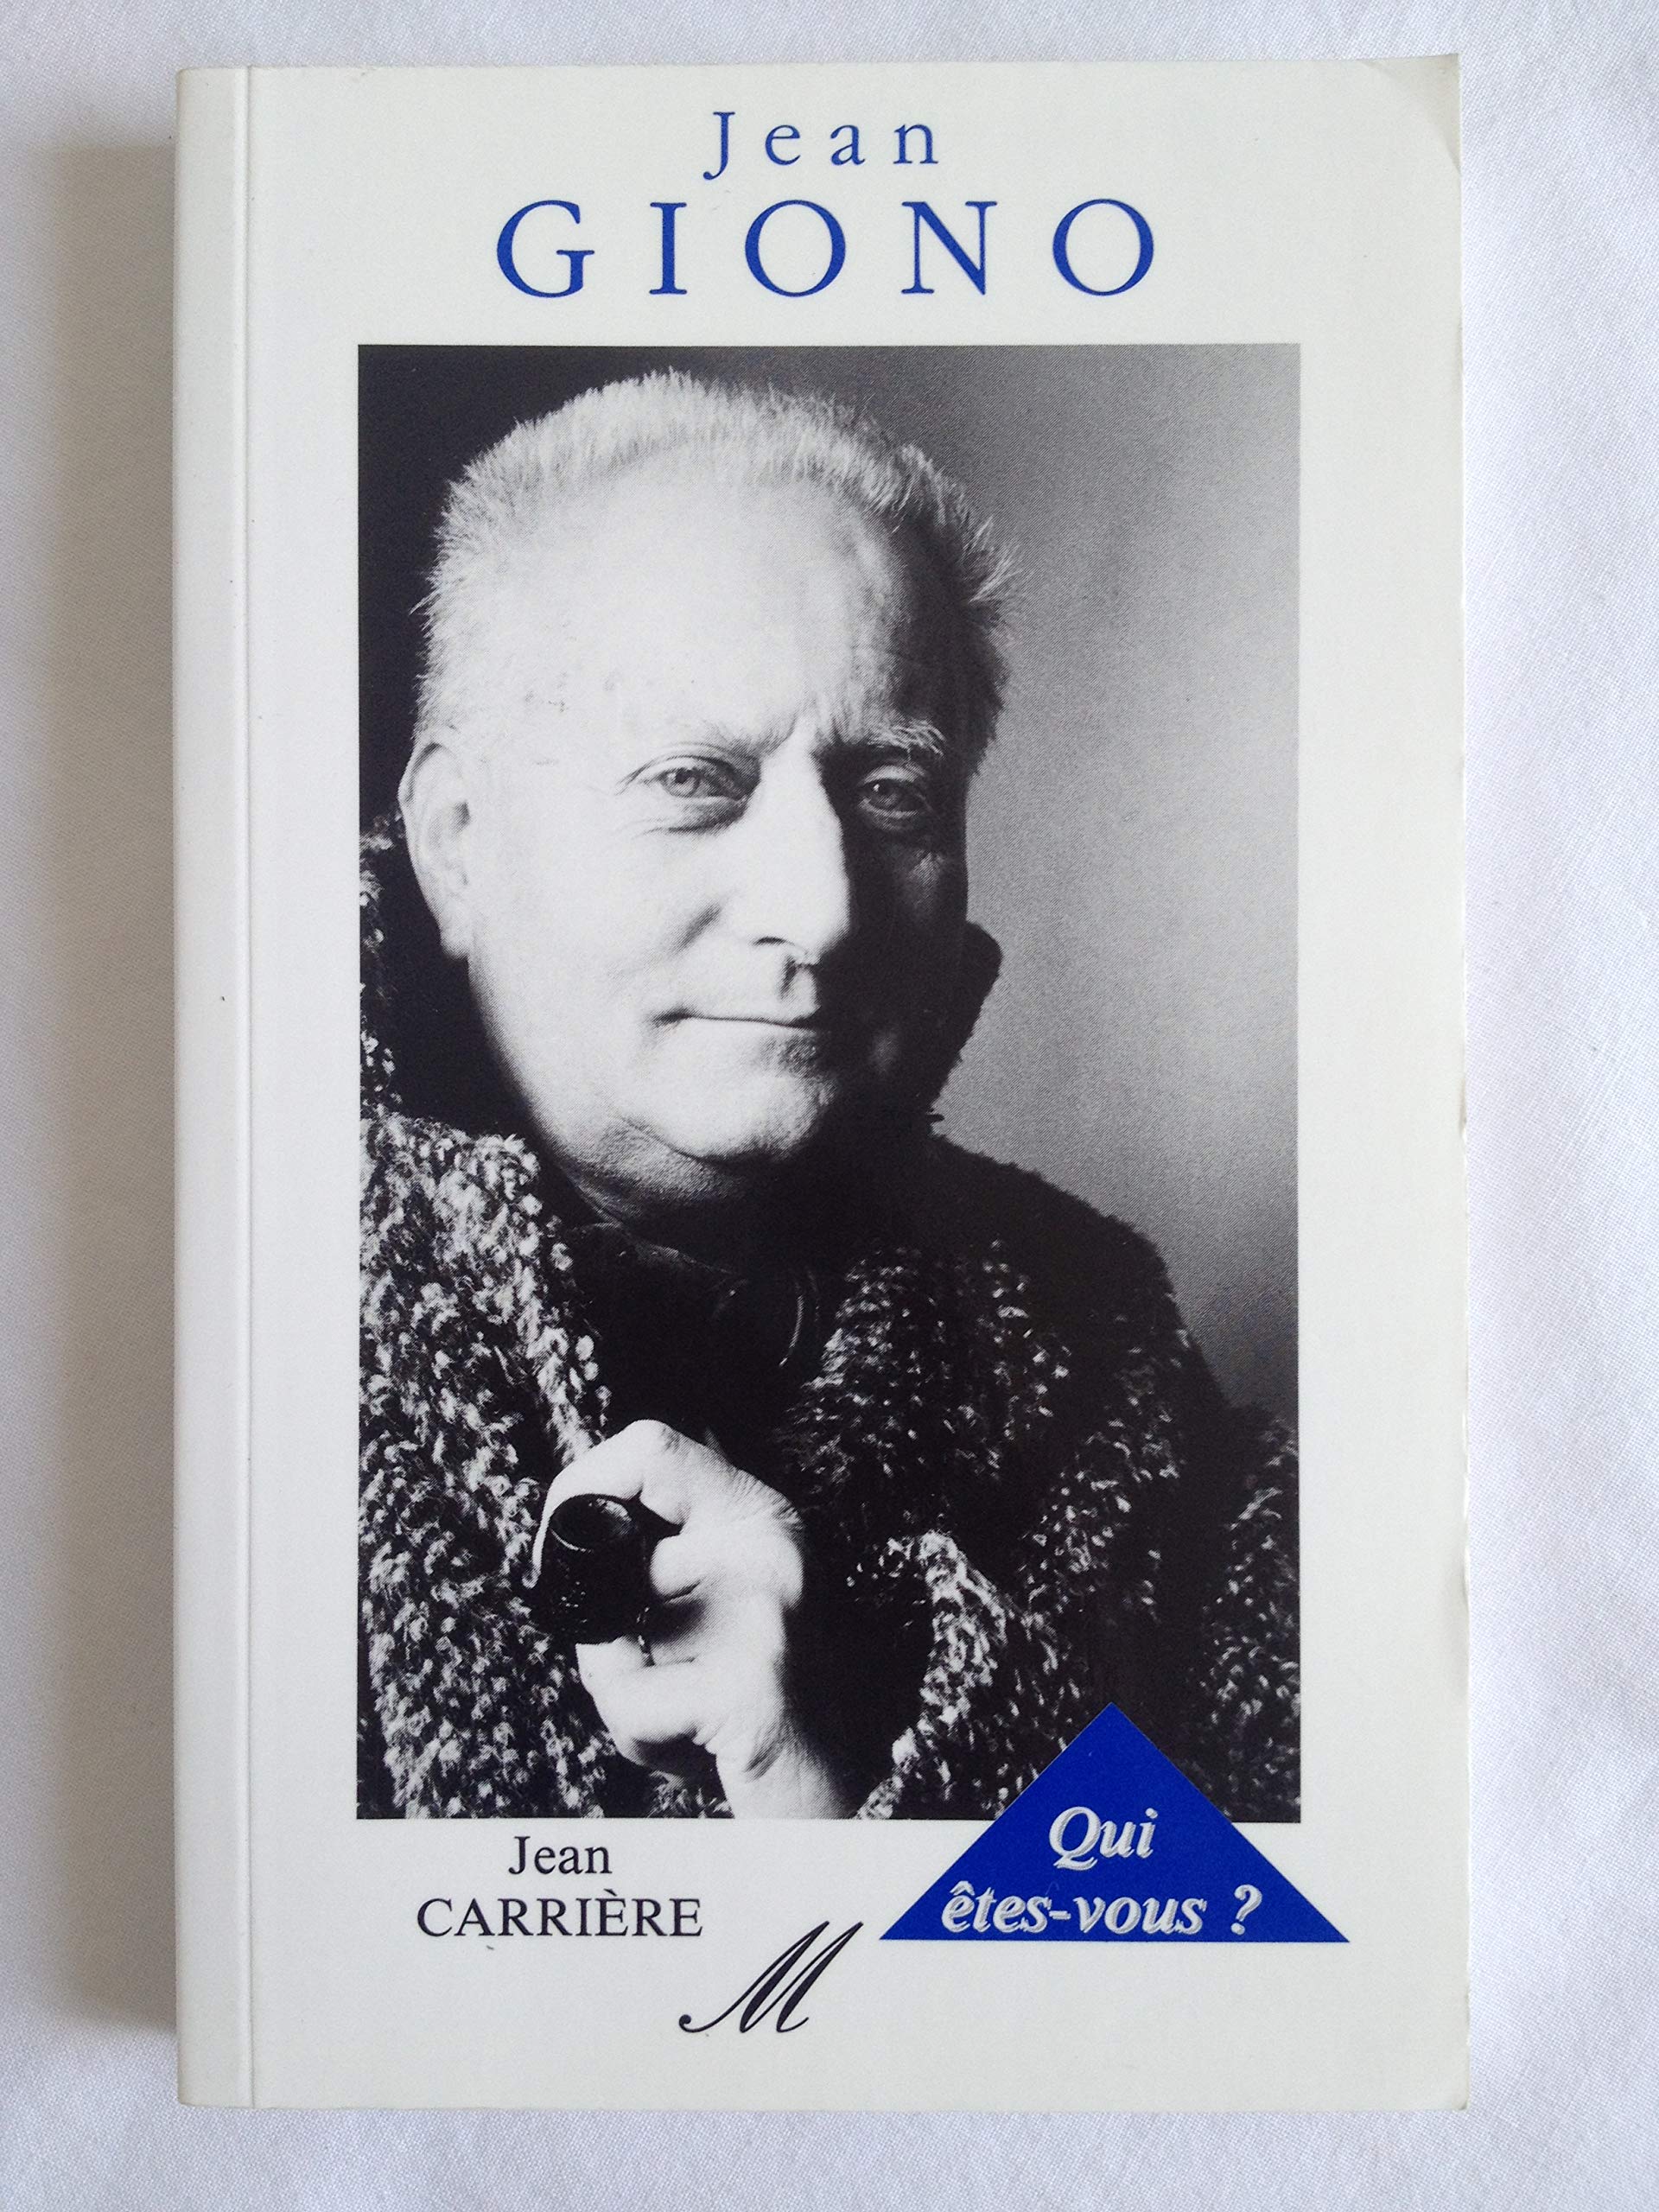 Jean
GIONO
Jean
CARRIÈRE
M
Qui
êtes-vous ?